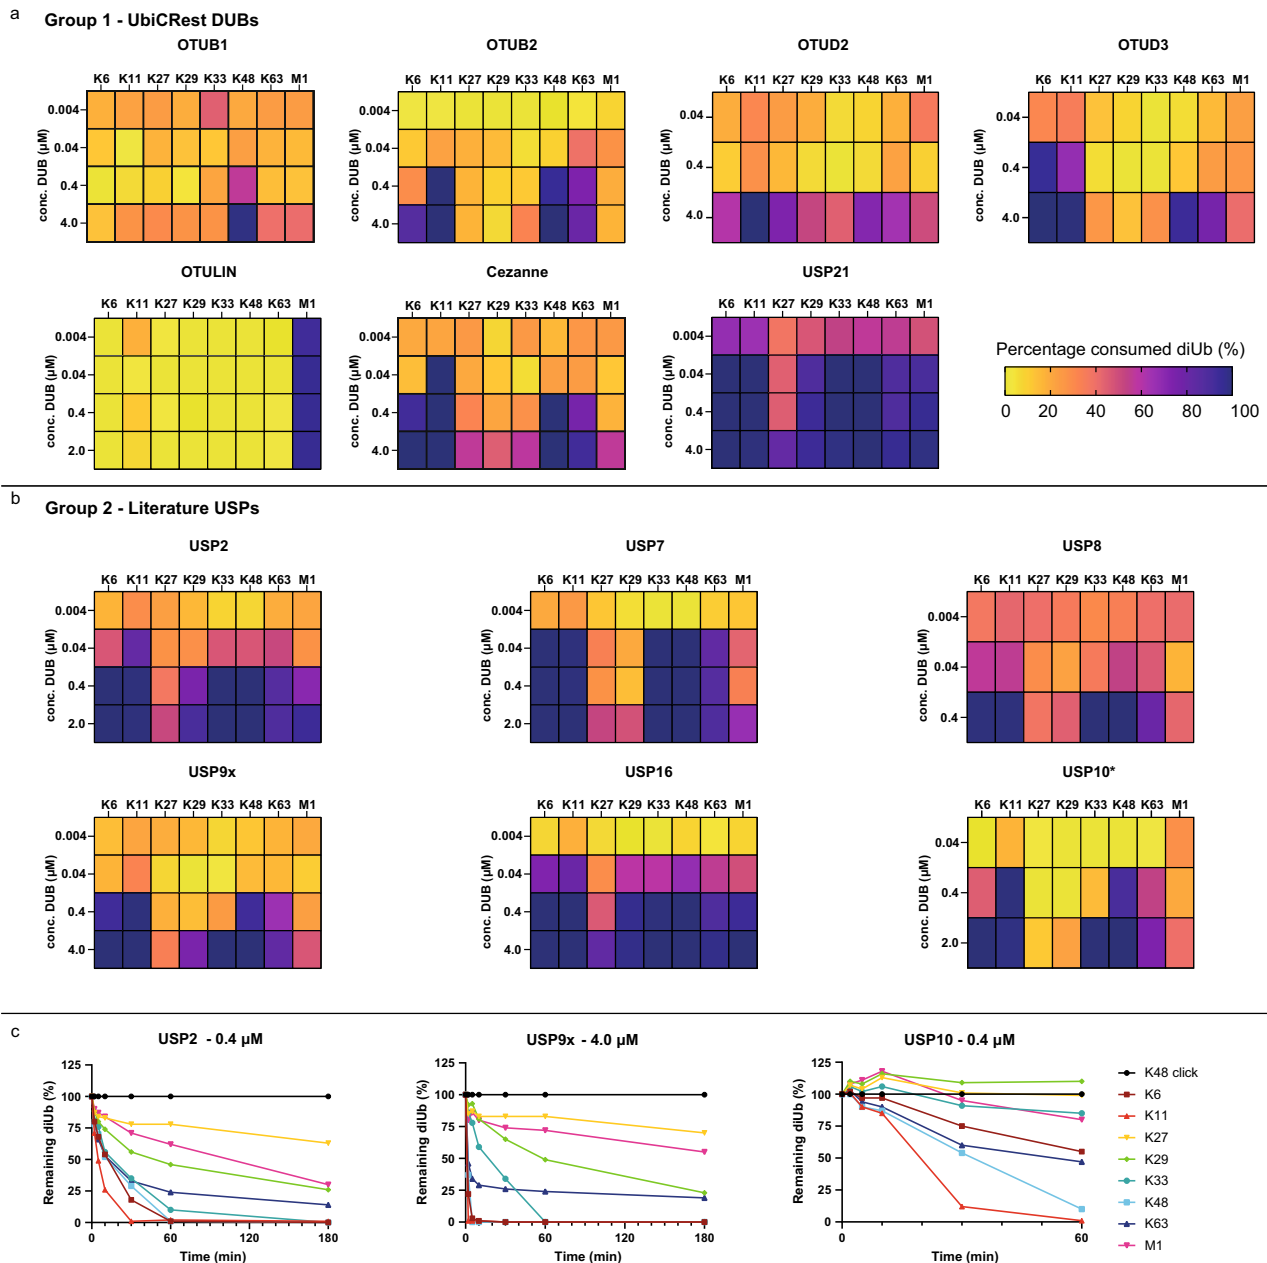 a
Group 1 - UbiCRest DUBs
OTUB1
OTUB2
OTUD2
OTUD3
K6 K11 K27 K29 K33 K48 K63 M1
K6 K11 K27 K29 K33 K48 K63 M1
K6 K11 K27 K29 K33 K48 K63 M1
K6 K11 K27 K29 K33 K48 K63 M1
conc. DUB (µM)
0.004
0.04
0.4
4.0
conc. DUB (µM)
0.004
0.04
0.4
4.0
conc. DUB (µM)
0.04
0.4
4.0
conc. DUB (µM)
0.04
0.4
4.0
OTULIN
Cezanne
USP21
K6 K11 K27 K29 K33 K48 K63 M1
K6 K11 K27 K29 K33 K48 K63 M1
K6 K11 K27 K29 K33 K48 K63 M1
conc. DUB (µM)
0.004
0.04
0.4
2.0
conc. DUB (µM)
0.004
0.04
0.4
4.0
conc. DUB (µM)
0.004
0.04
0.4
4.0
Percentage consumed diUb (%)
0 20 40 60 80 100
b
Group 2 - Literature USPs
USP2
USP7
USP8
K6 K11 K27 K29 K33 K48 K63 M1
K6 K11 K27 K29 K33 K48 K63 M1
K6 K11 K27 K29 K33 K48 K63 M1
conc. DUB (µM)
0.004
0.04
0.4
2.0
conc. DUB (µM)
0.004
0.04
0.4
2.0
conc. DUB (µM)
0.004
0.04
0.4
USP9x
USP16
USP10*
K6 K11 K27 K29 K33 K48 K63 M1
K6 K11 K27 K29 K33 K48 K63 M1
K6 K11 K27 K29 K33 K48 K63 M1
conc. DUB (µM)
0.004
0.04
0.4
4.0
conc. DUB (µM)
0.004
0.04
0.4
4.0
conc. DUB (µM)
0.04
0.4
2.0
c
USP2 - 0.4 µM
Remaining diUb (%)
125
100
75
50
25
0
0 60 120 180
Time (min)
USP9x - 4.0 µM
Remaining diUb (%)
125
100
75
50
25
0
0 60 120 180
Time (min)
USP10 - 0.4 µM
Remaining diUb (%)
125
100
75
50
25
0
0 20 40 60
Time (min)
K48 click
K6
K11
K27
K29
K33
K48
K63
M1